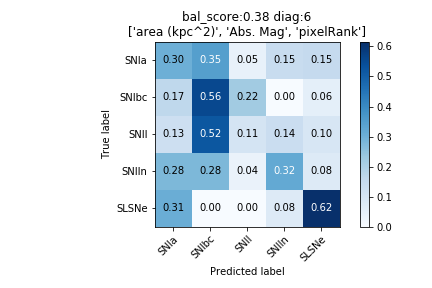 bal_score:0.38 diag:6
['area (kpc^2)', 'Abs. Mag', 'pixelRank']
True label
SNIa 0.30 0.35 0.05 0.15 0.15
SNIbc 0.17 0.56 0.22 0.00 0.06
SNII 0.13 0.52 0.11 0.14 0.10
SNIIn 0.28 0.28 0.04 0.32 0.08
SLSNe 0.31 0.00 0.00 0.08 0.62
SNIa SNIbc SNII SNIIn SLSNe
Predicted label
0.6
0.5
0.4
0.3
0.2
0.1
0.0